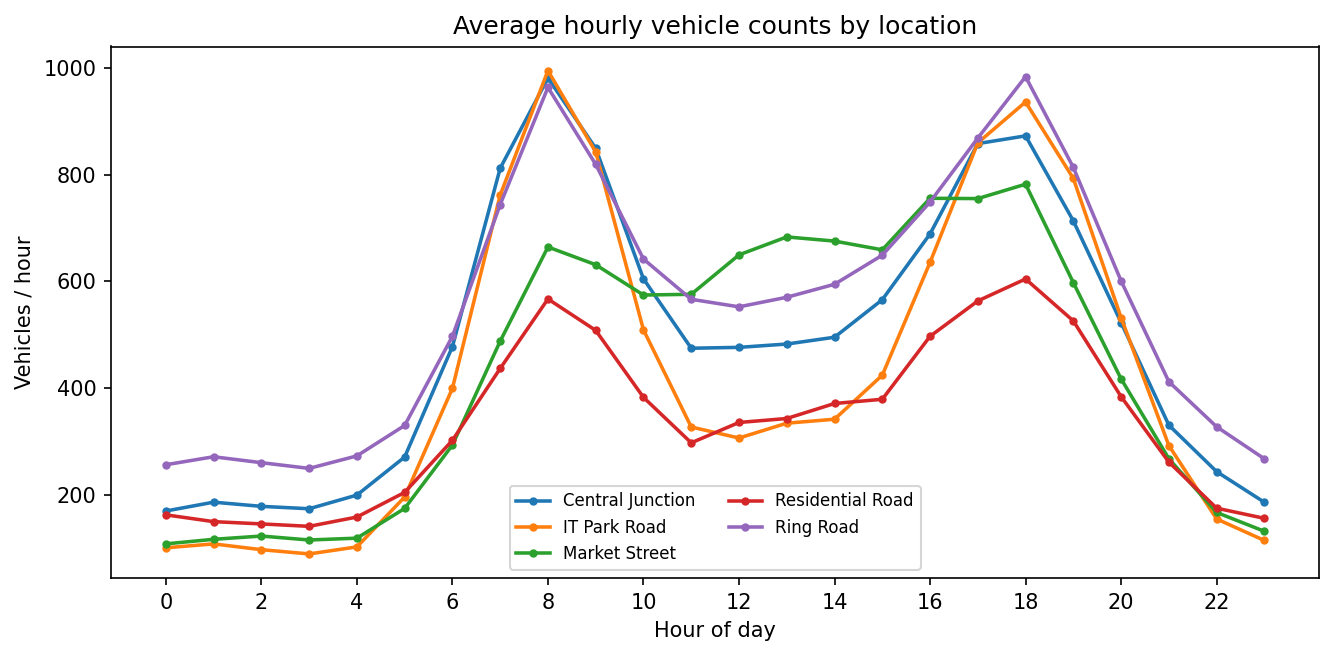 Average hourly vehicle counts by location
1000
800
600
400
200
Vehicles / hour
Central Junction
IT Park Road
Market Street
Residential Road
Ring Road
0 2 4 6 8 10 12 14 16 18 20 22
Hour of day